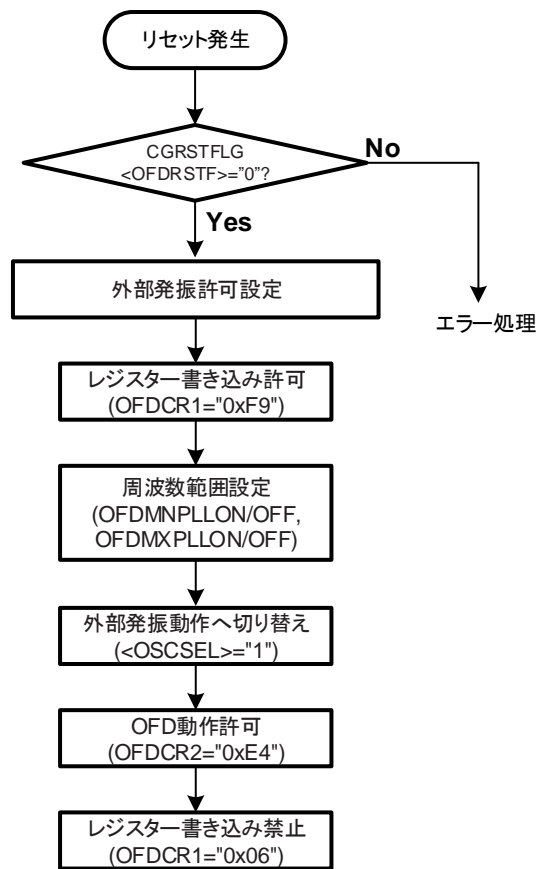 リセット発生
CGRSTFLG
<OFDRSTF>="0"?
No
Yes
外部発振許可設定
エラー処理
レジスター書き込み許可
(OFDCR1="0xF9")
周波数範囲設定
(OFDMNPLLON/OFF,
OFDMXPLLON/OFF)
外部発振動作へ切り替え
(<OSCSEL>="1")
OFD動作許可
(OFDCR2="0xE4")
レジスター書き込み禁止
(OFDCR1="0x06")